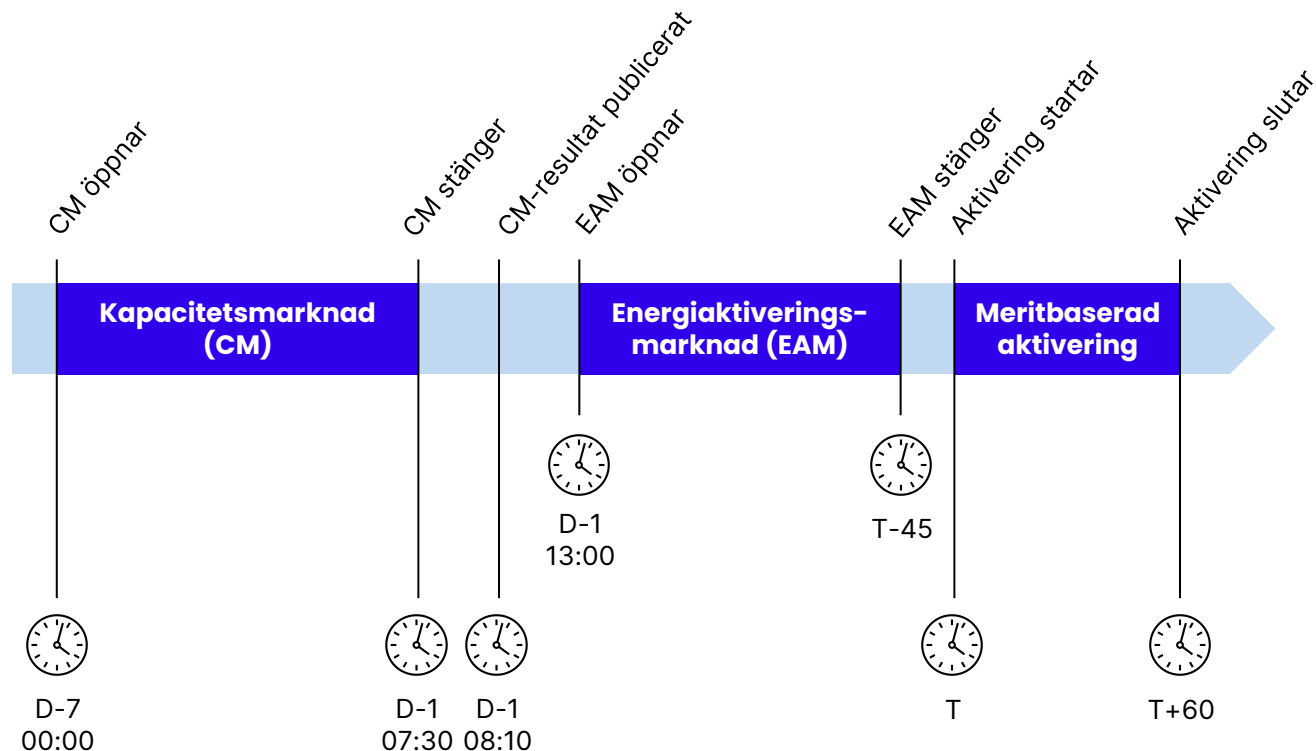 CM öppnar
CM stänger
CM-resultat publicerat
EAM öppnar
EAM stänger
Aktivering startar
Aktivering slutar
Kapacitetsmarknad
(CM)
Energiaktiverings-
marknad (EAM)
Meritbaserad
aktivering
D-1
13:00
T-45
D-7
00:00
D-1
07:30
D-1
08:10
T
T+60